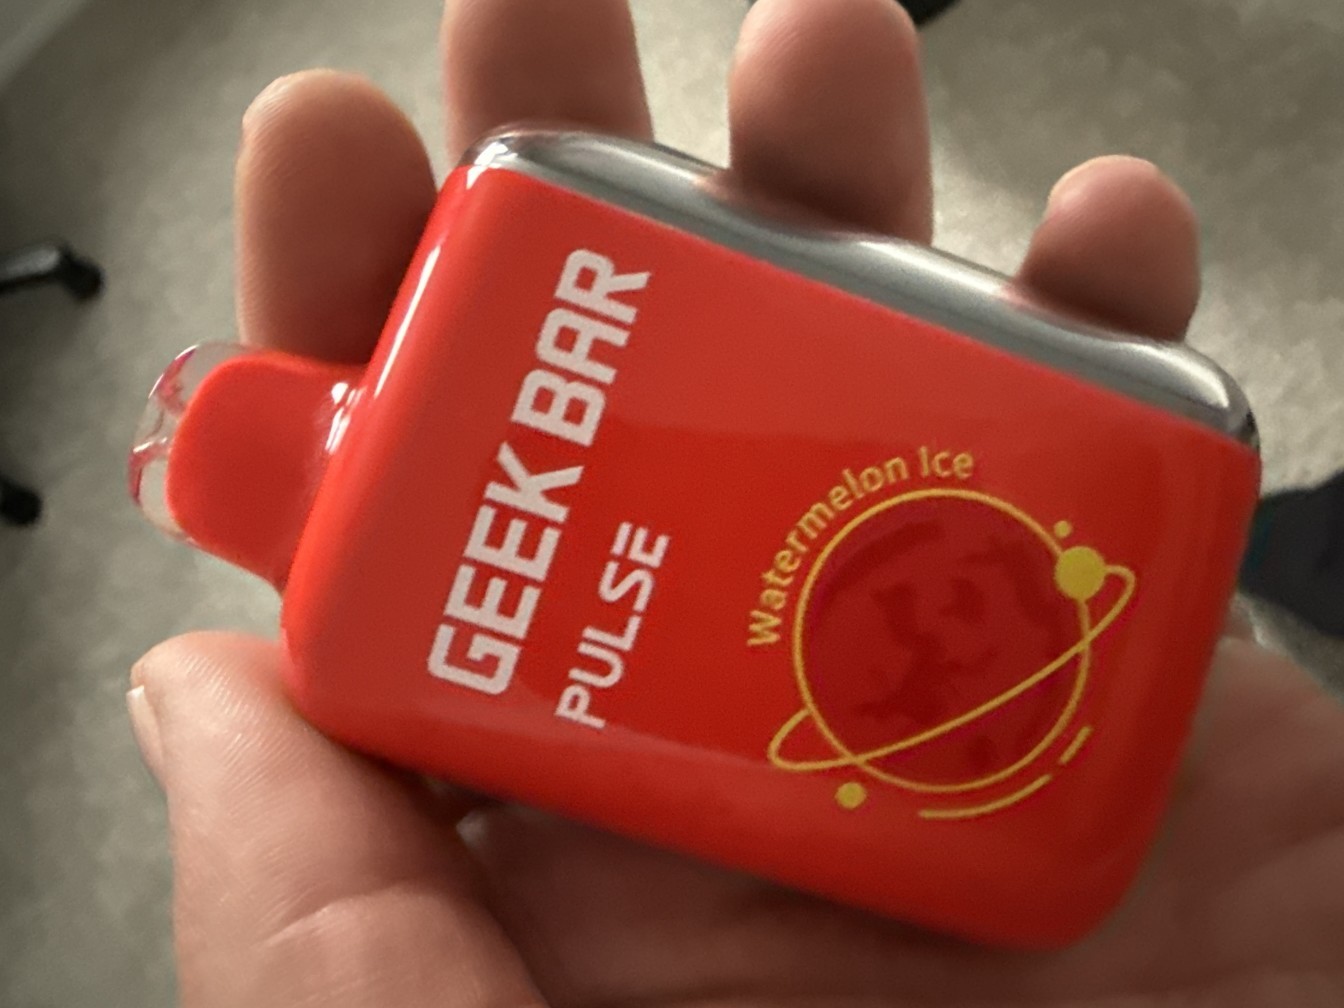 GEEK BAR
PULSE
Watermelon Ice